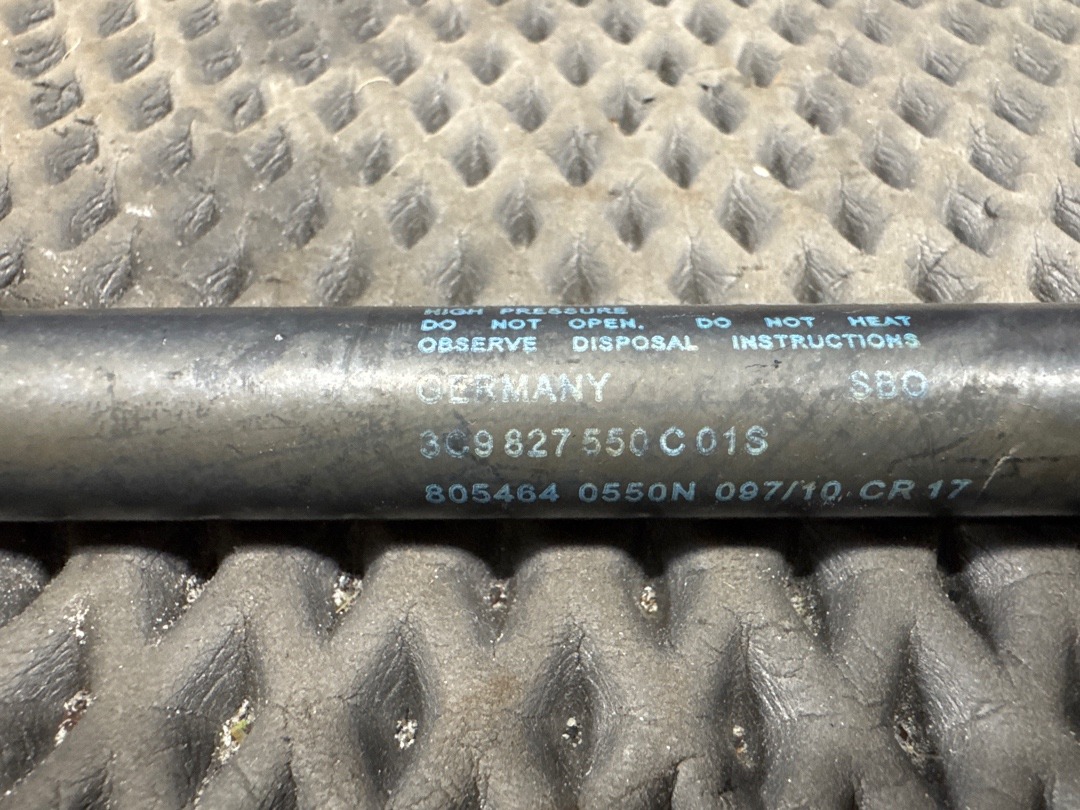 HIGH PRESSURE
DO NOT OPEN. DO NOT HEAT
OBSERVE DISPOSAL INSTRUCTIONS
GERMANY SBO
3C9 827 550 C 01S
805464 0550N 097/10 CR 17